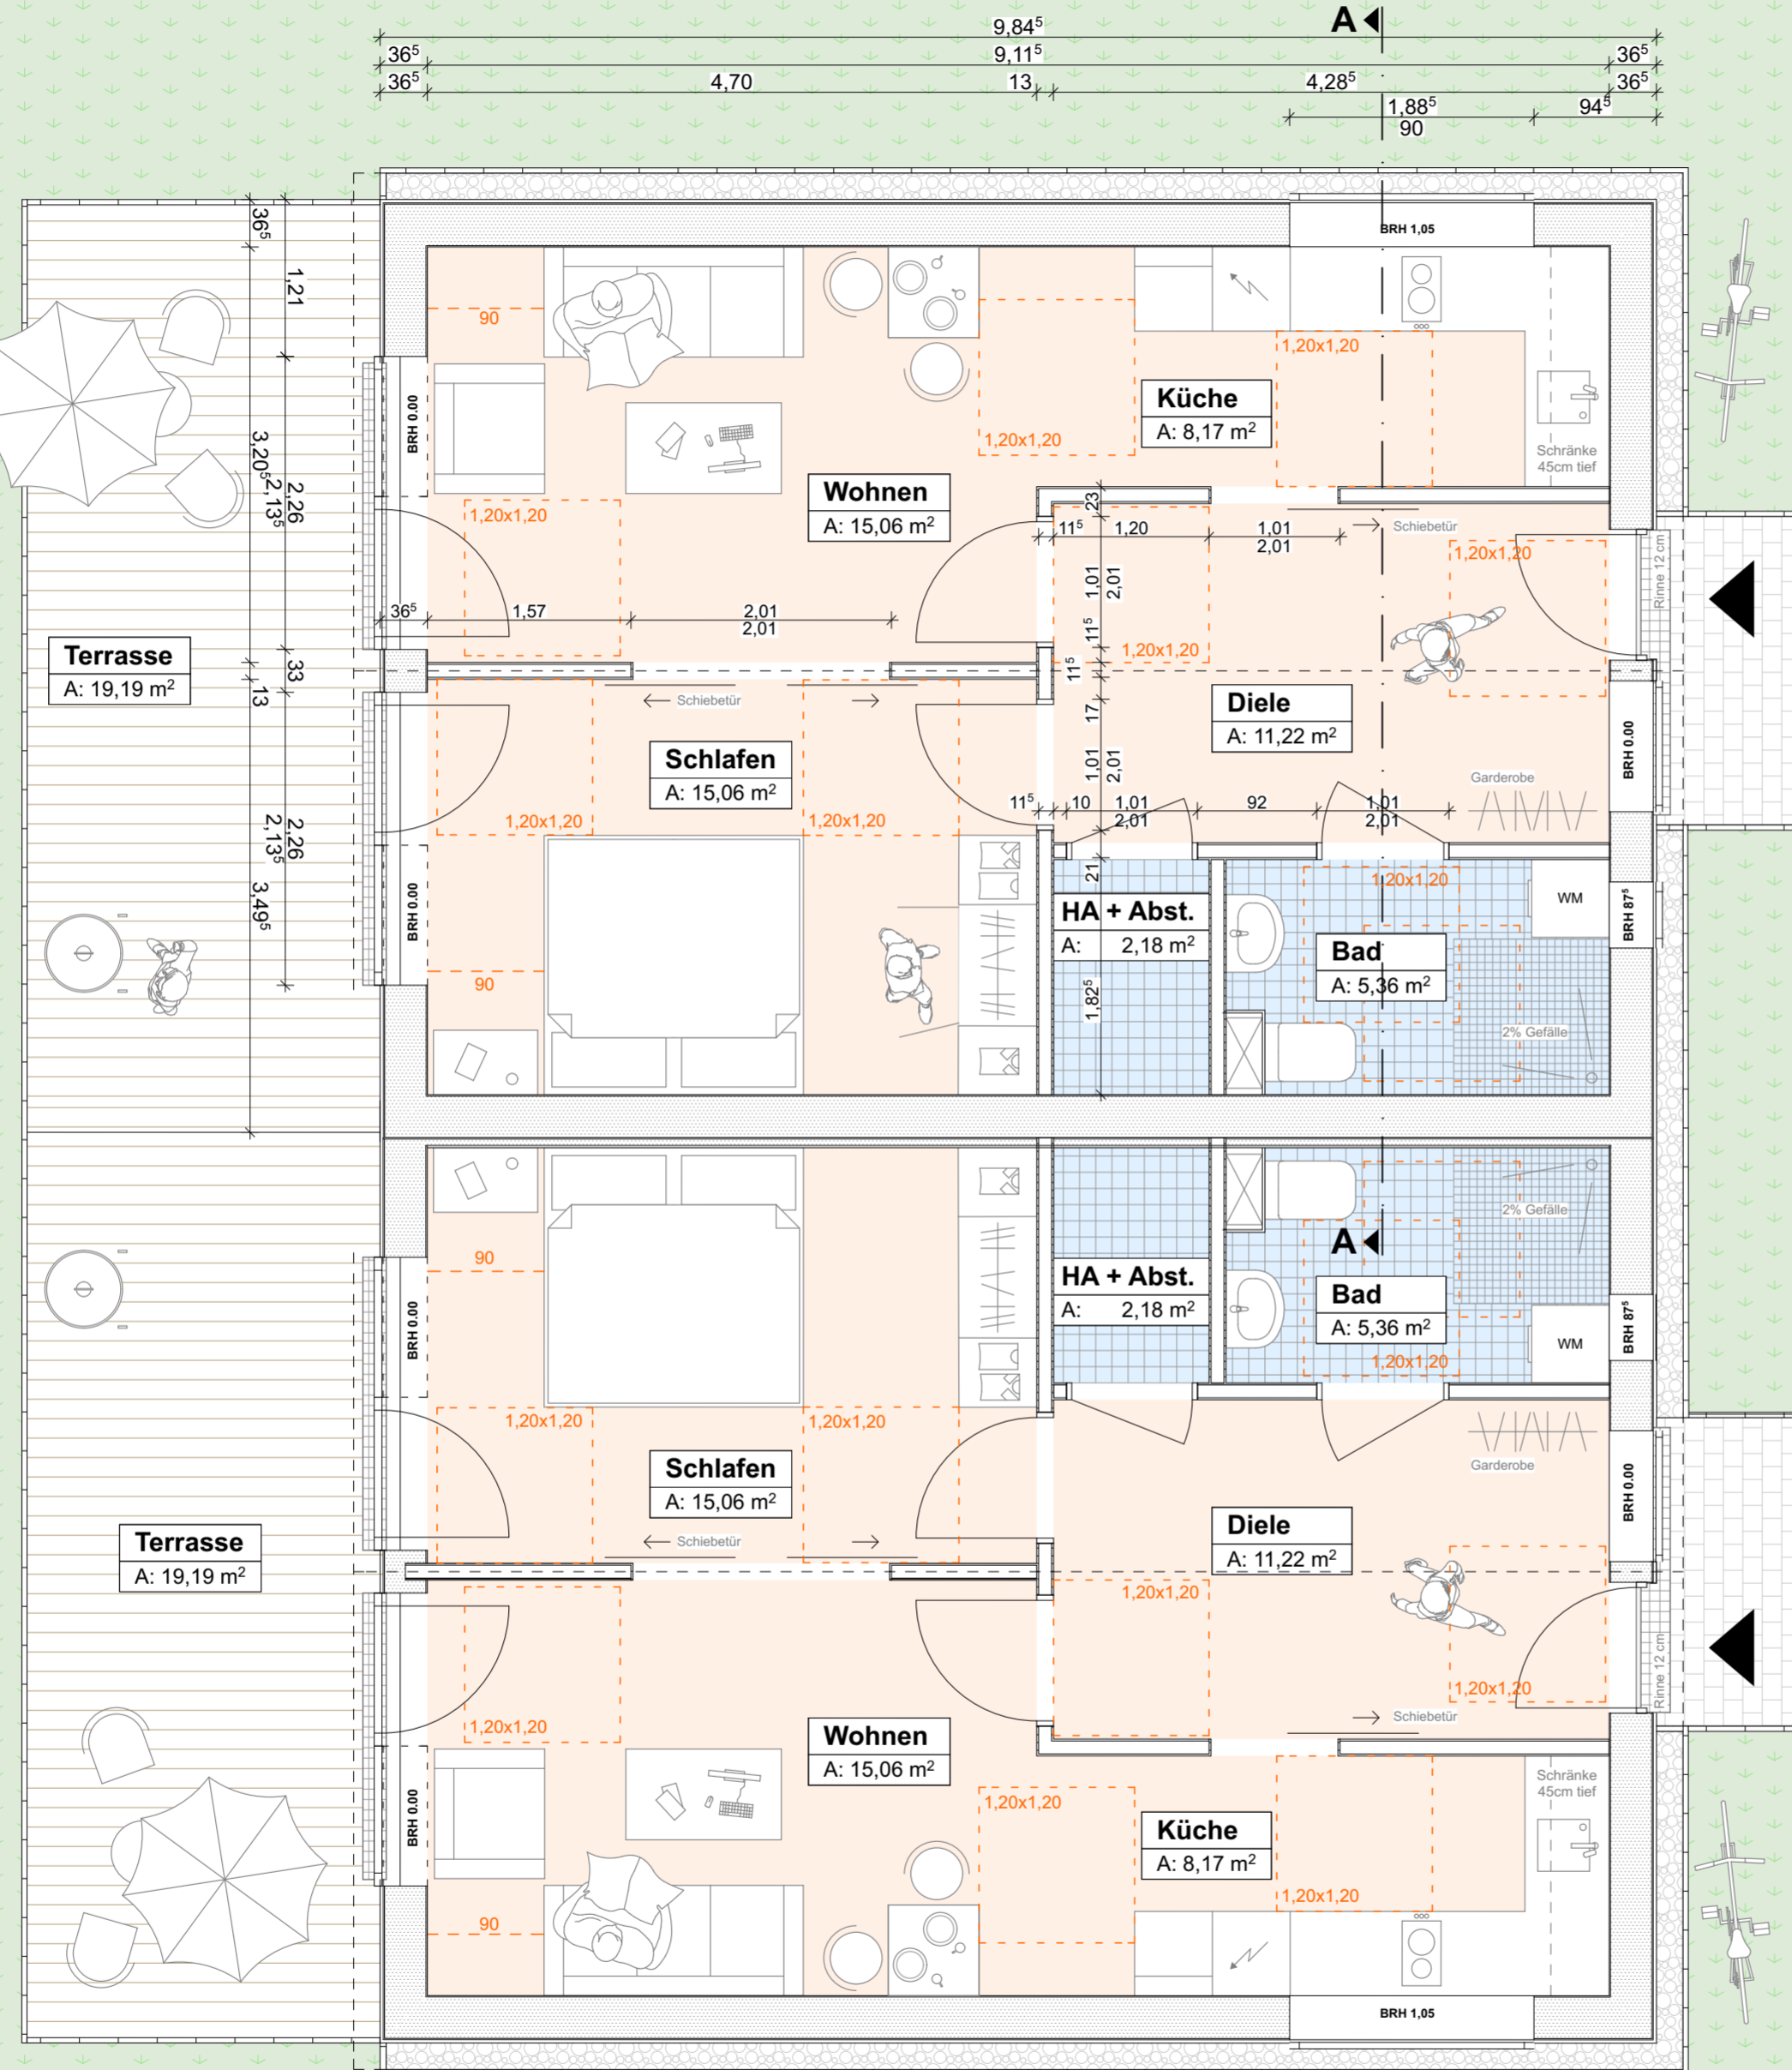 A
9,84⁵
36⁵
9,11⁵
36⁵
36⁵
4,70
13
4,28⁵
36⁵
1,88⁵
94⁵
90
36⁵
1,21
BRH 1,05
90
1,20x1,20
Küche
A: 8,17 m²
BRH 0.00
1,20x1,20
Schränke
45cm tief
3,20⁵
2,26
2,13⁵
Wohnen
A: 15,06 m²
1,20x1,20
23
11⁵
1,20
1,01
2,01
Schiebetür
1,20x1,20
Rinne 12 cm
1,01
2,01
36⁵
1,57
2,01
2,01
11⁵
1,20x1,20
Terrasse
A: 19,19 m²
33
13
11⁵
Schiebetür
17
Diele
A: 11,22 m²
BRH 0.00
Schlafen
A: 15,06 m²
1,01
2,01
Garderobe
1,20x1,20
1,20x1,20
11⁵
10
1,01
2,01
92
1,01
2,01
2,26
2,13⁵
3,49⁵
BRH 0.00
21
1,20x1,20
WM
BRH 87⁵
HA + Abst.
A: 2,18 m²
Bad
A: 5,36 m²
90
1,82⁵
2% Gefälle
2% Gefälle
A
90
HA + Abst.
A: 2,18 m²
Bad
A: 5,36 m²
BRH 0.00
WM
BRH 87⁵
1,20x1,20
1,20x1,20
1,20x1,20
Schlafen
A: 15,06 m²
Garderobe
BRH 0.00
Terrasse
A: 19,19 m²
Schiebetür
Diele
A: 11,22 m²
1,20x1,20
1,20x1,20
Rinne 12 cm
Schiebetür
1,20x1,20
Wohnen
A: 15,06 m²
Schränke
45cm tief
BRH 0.00
1,20x1,20
Küche
A: 8,17 m²
1,20x1,20
90
BRH 1,05